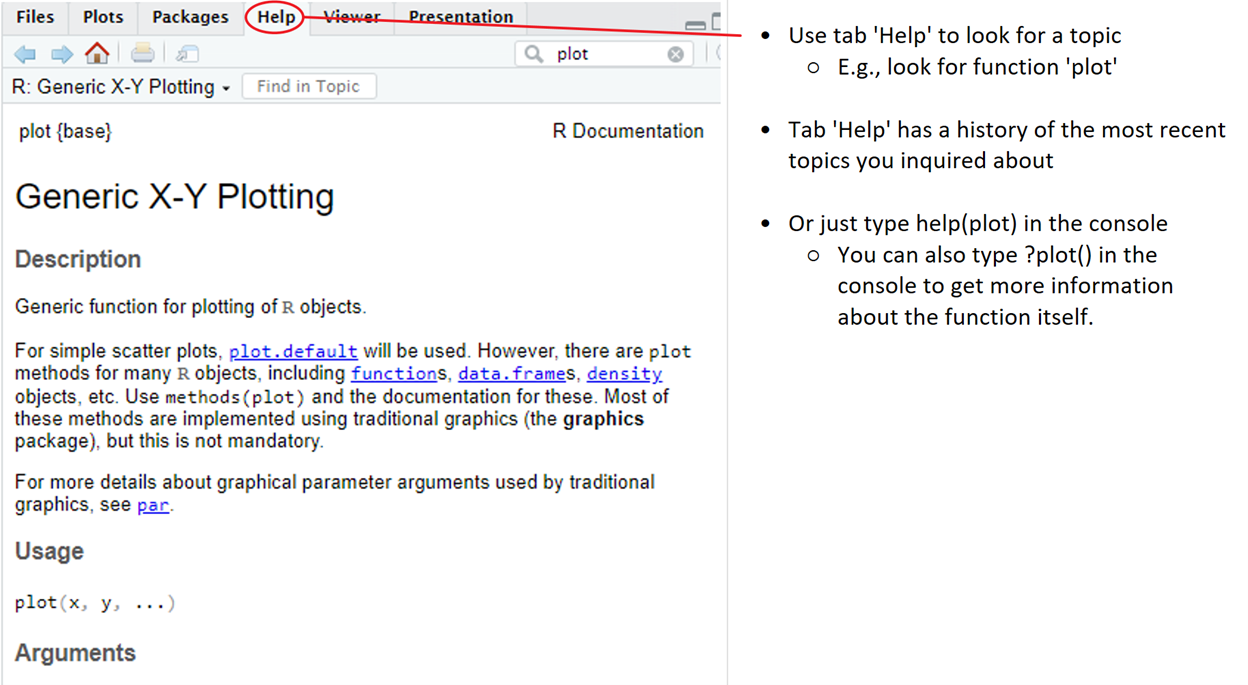 Files Plots Packages Help Viewer Presentation
plot
R: Generic X-Y Plotting Find in Topic
plot {base} R Documentation
Generic X-Y Plotting
Description
Generic function for plotting of R objects.
For simple scatter plots, plot.default will be used. However, there are plot
methods for many R objects, including functions, data.frames, density
objects, etc. Use methods(plot) and the documentation for these. Most of
these methods are implemented using traditional graphics (the graphics
package), but this is not mandatory.
For more details about graphical parameter arguments used by traditional
graphics, see par.
Usage
plot(x, y, ...)
Arguments
• Use tab 'Help' to look for a topic
○ E.g., look for function 'plot'
• Tab 'Help' has a history of the most recent
topics you inquired about
• Or just type help(plot) in the console
○ You can also type ?plot() in the
console to get more information
about the function itself.